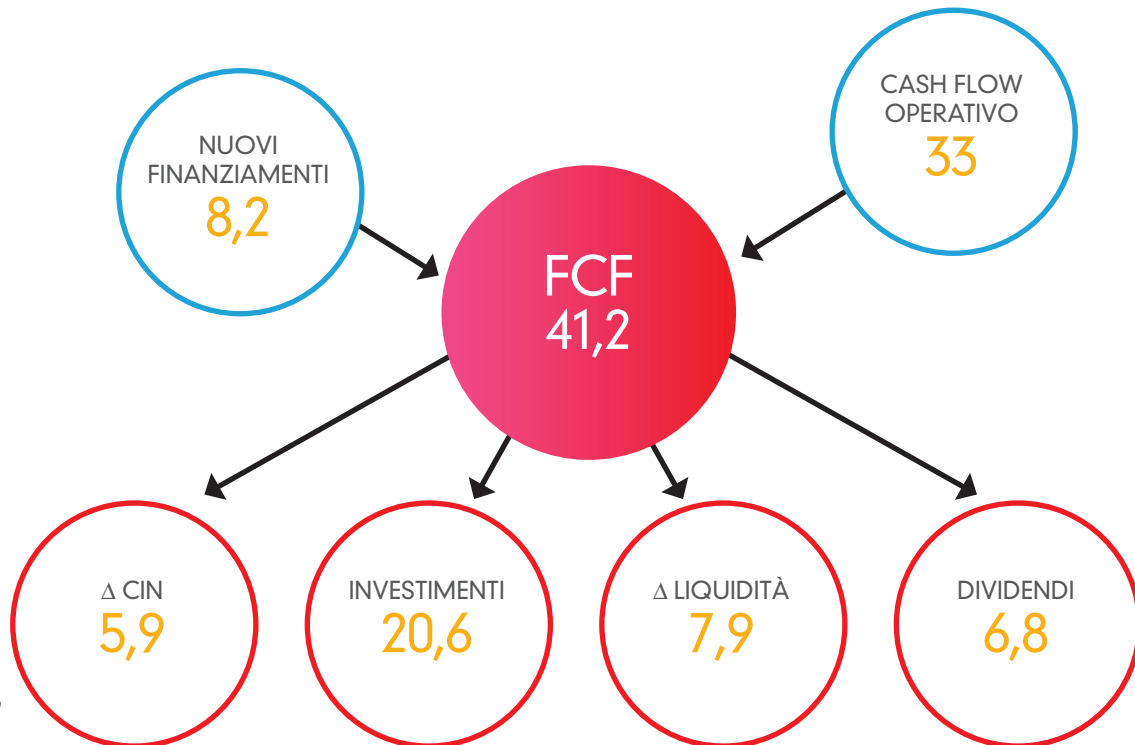 NUOVI
FINANZIAMENTI
8,2
CASH FLOW
OPERATIVO
33
FCF
41,2
Δ CIN
5,9
INVESTIMENTI
20,6
Δ LIQUIDITÀ
7,9
DIVIDENDI
6,8